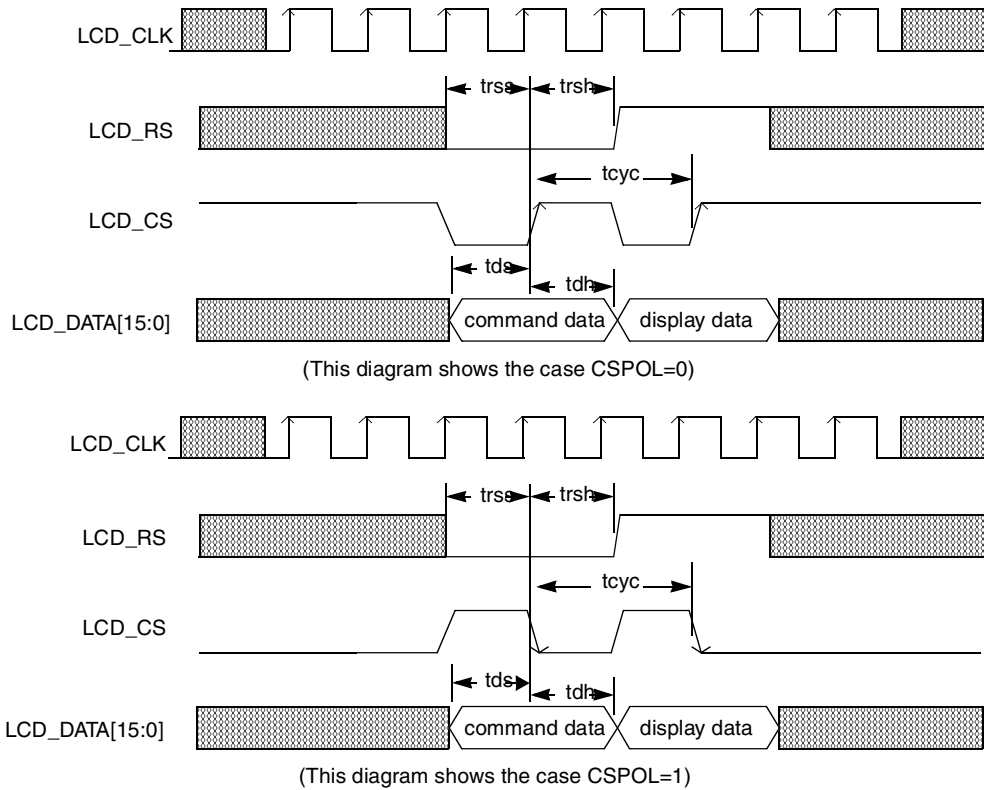 LCD_CLK
trss trsh
LCD_RS
tcyc
LCD_CS
tds
tdh
LCD_DATA[15:0] command data display data
(This diagram shows the case CSPOL=0)
LCD_CLK
trss trsh
LCD_RS
tcyc
LCD_CS
tds
tdh
LCD_DATA[15:0] command data display data
(This diagram shows the case CSPOL=1)